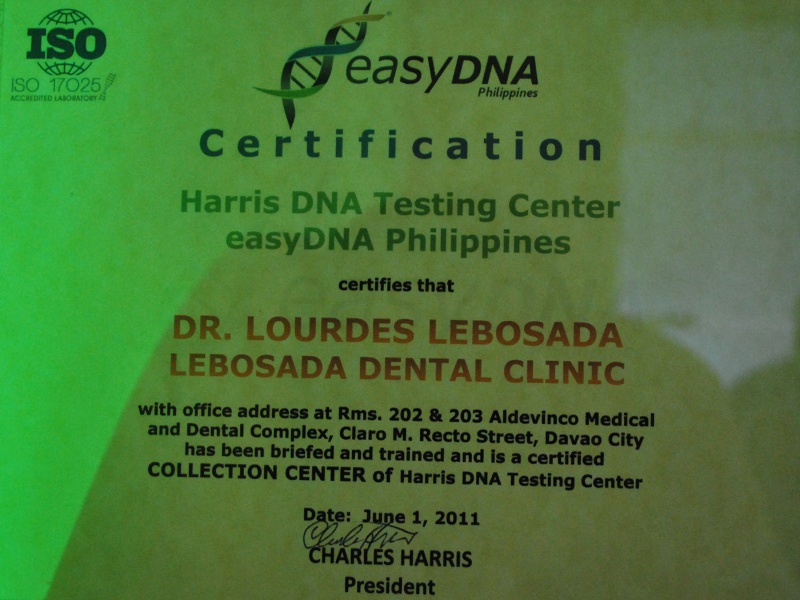 ISO
ISO 17025
ACCREDITED LABORATORY
easyDNA
Philippines
Certification
Harris DNA Testing Center
easyDNA Philippines
certifies that
DR. LOURDES LEBOSADA
LEBOSADA DENTAL CLINIC
with office address at Rms. 202 & 203 Aldevinco Medical
and Dental Complex, Claro M. Recto Street, Davao City
has been briefed and trained and is a certified
COLLECTION CENTER of Harris DNA Testing Center
Date: June 1, 2011
CHARLES HARRIS
President